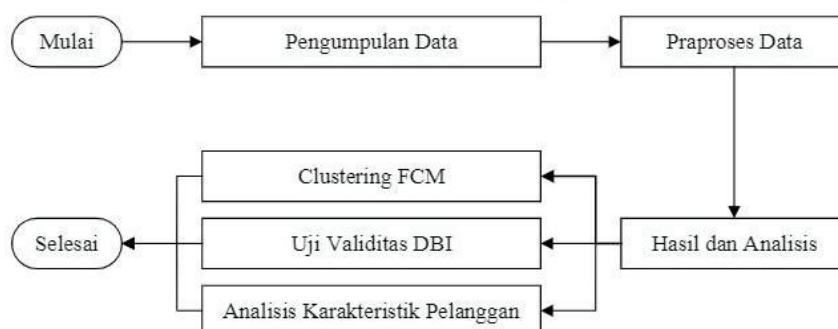 Mulai
Pengumpulan Data
Praproses Data
Hasil dan Analisis
Clustering FCM
Uji Validitas DBI
Analisis Karakteristik Pelanggan
Selesai